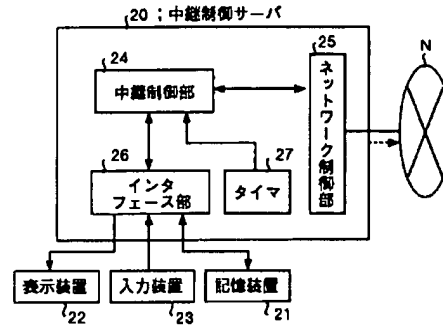 20;中継制御サーバ
24
中継制御部
25
ネットワーク制御部
N
26
インタ
フェース部
27
タイマ
表示装置
22
入力装置
23
記憶装置
21